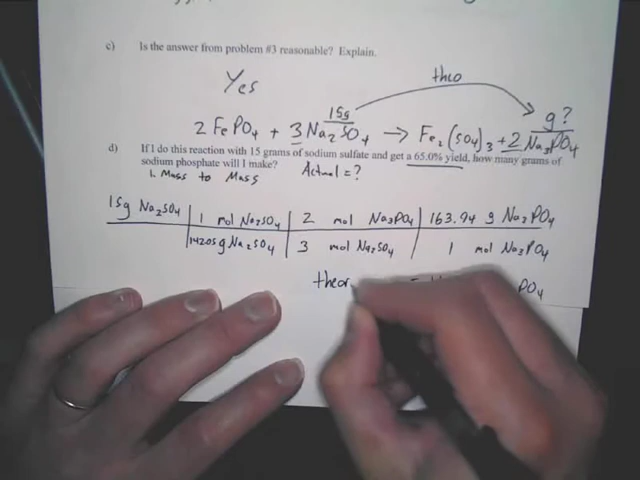 c) Is the answer from problem #3 reasonable? Explain.
Yes
theo
15g g?
2 FePO4 + 3 Na2SO4 → Fe2(SO4)3 + 2 Na3PO4
d) If I do this reaction with 15 grams of sodium sulfate and get a 65.0% yield, how many grams of
sodium phosphate will I make? Actual = ?
1. Mass to Mass
15g Na2SO4 | 1 mol Na2SO4 | 2 mol Na3PO4 | 163.94 g Na3PO4
142.05 g Na2SO4 | 3 mol Na2SO4 | 1 mol Na3PO4
theor = PO4